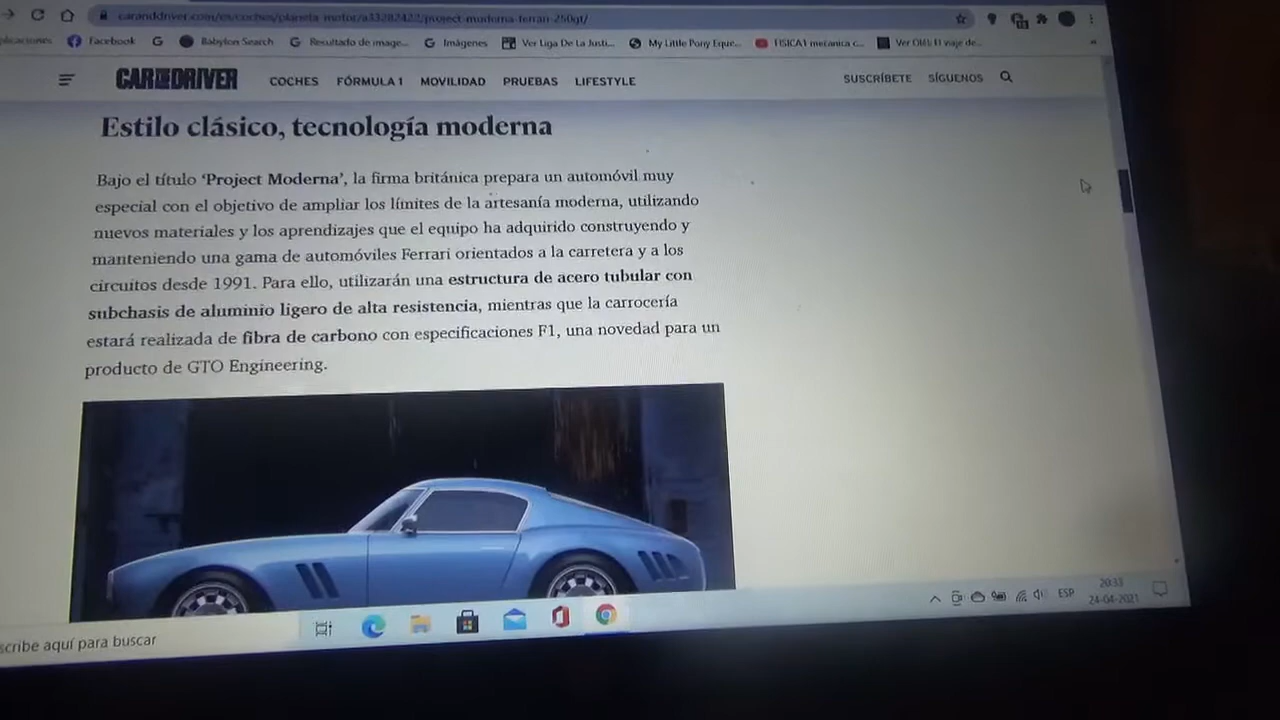 caranddriver.com/es/coches/planeta-motor/a33282422/project-moderna-ferrari-250gt/
plicaciones Facebook Babylon Search Resultado de image... Imágenes Ver Liga De La Justi... My Little Pony Eque... FISICA1 mecanica c... Ver
CAR AND DRIVER COCHES FÓRMULA 1 MOVILIDAD PRUEBAS LIFESTYLE SUSCRÍBETE SÍGUENOS
Estilo clásico, tecnología moderna
Bajo el título ‘Project Moderna’, la firma británica prepara un automóvil muy
especial con el objetivo de ampliar los límites de la artesanía moderna, utilizando
nuevos materiales y los aprendizajes que el equipo ha adquirido construyendo y
manteniendo una gama de automóviles Ferrari orientados a la carretera y a los
circuitos desde 1991. Para ello, utilizarán una estructura de acero tubular con
subchasis de aluminio ligero de alta resistencia, mientras que la carrocería
estará realizada de fibra de carbono con especificaciones F1, una novedad para un
producto de GTO Engineering.
ESP 20:33
24-04-2021
scribe aquí para buscar